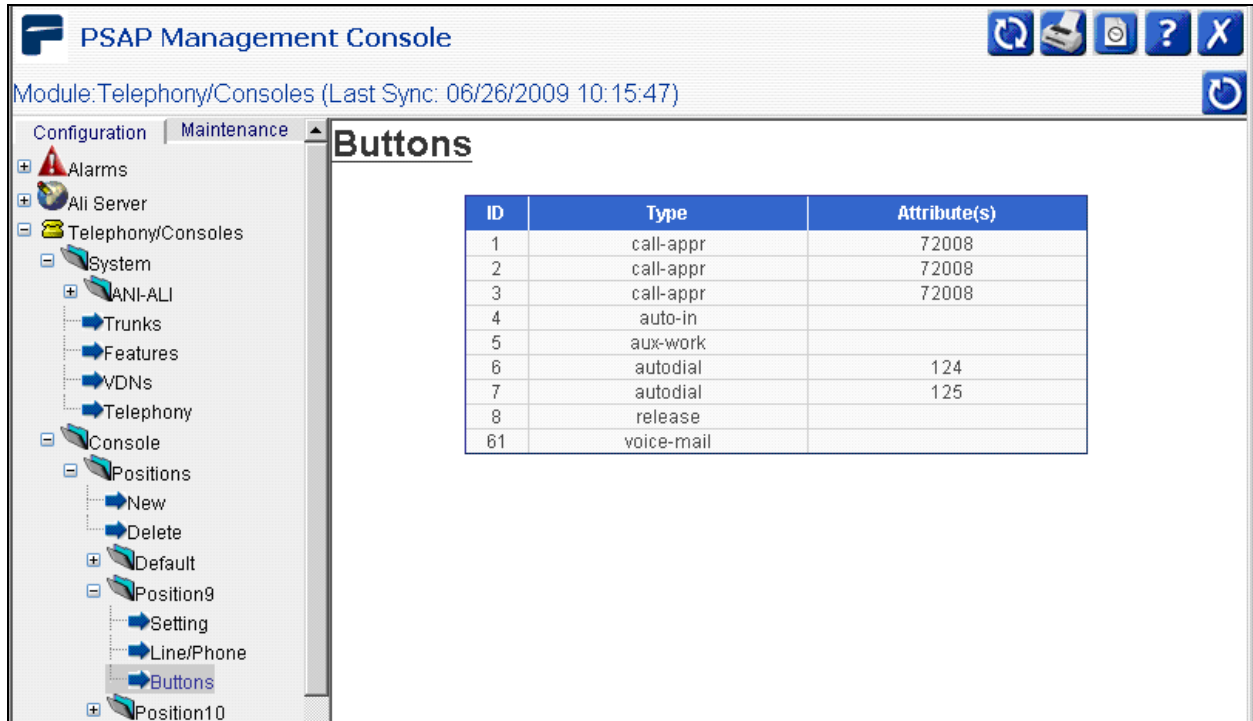 PSAP Management Console
Module:Telephony/Consoles (Last Sync: 06/26/2009 10:15:47)
Configuration Maintenance
Alarms
Ali Server
Telephony/Consoles
System
ANI-ALI
Trunks
Features
VDNs
Telephony
Console
Positions
New
Delete
Default
Position9
Setting
Line/Phone
Buttons
Position10
Buttons
ID Type Attribute(s)
1 call-appr 72008
2 call-appr 72008
3 call-appr 72008
4 auto-in
5 aux-work
6 autodial 124
7 autodial 125
8 release
61 voice-mail